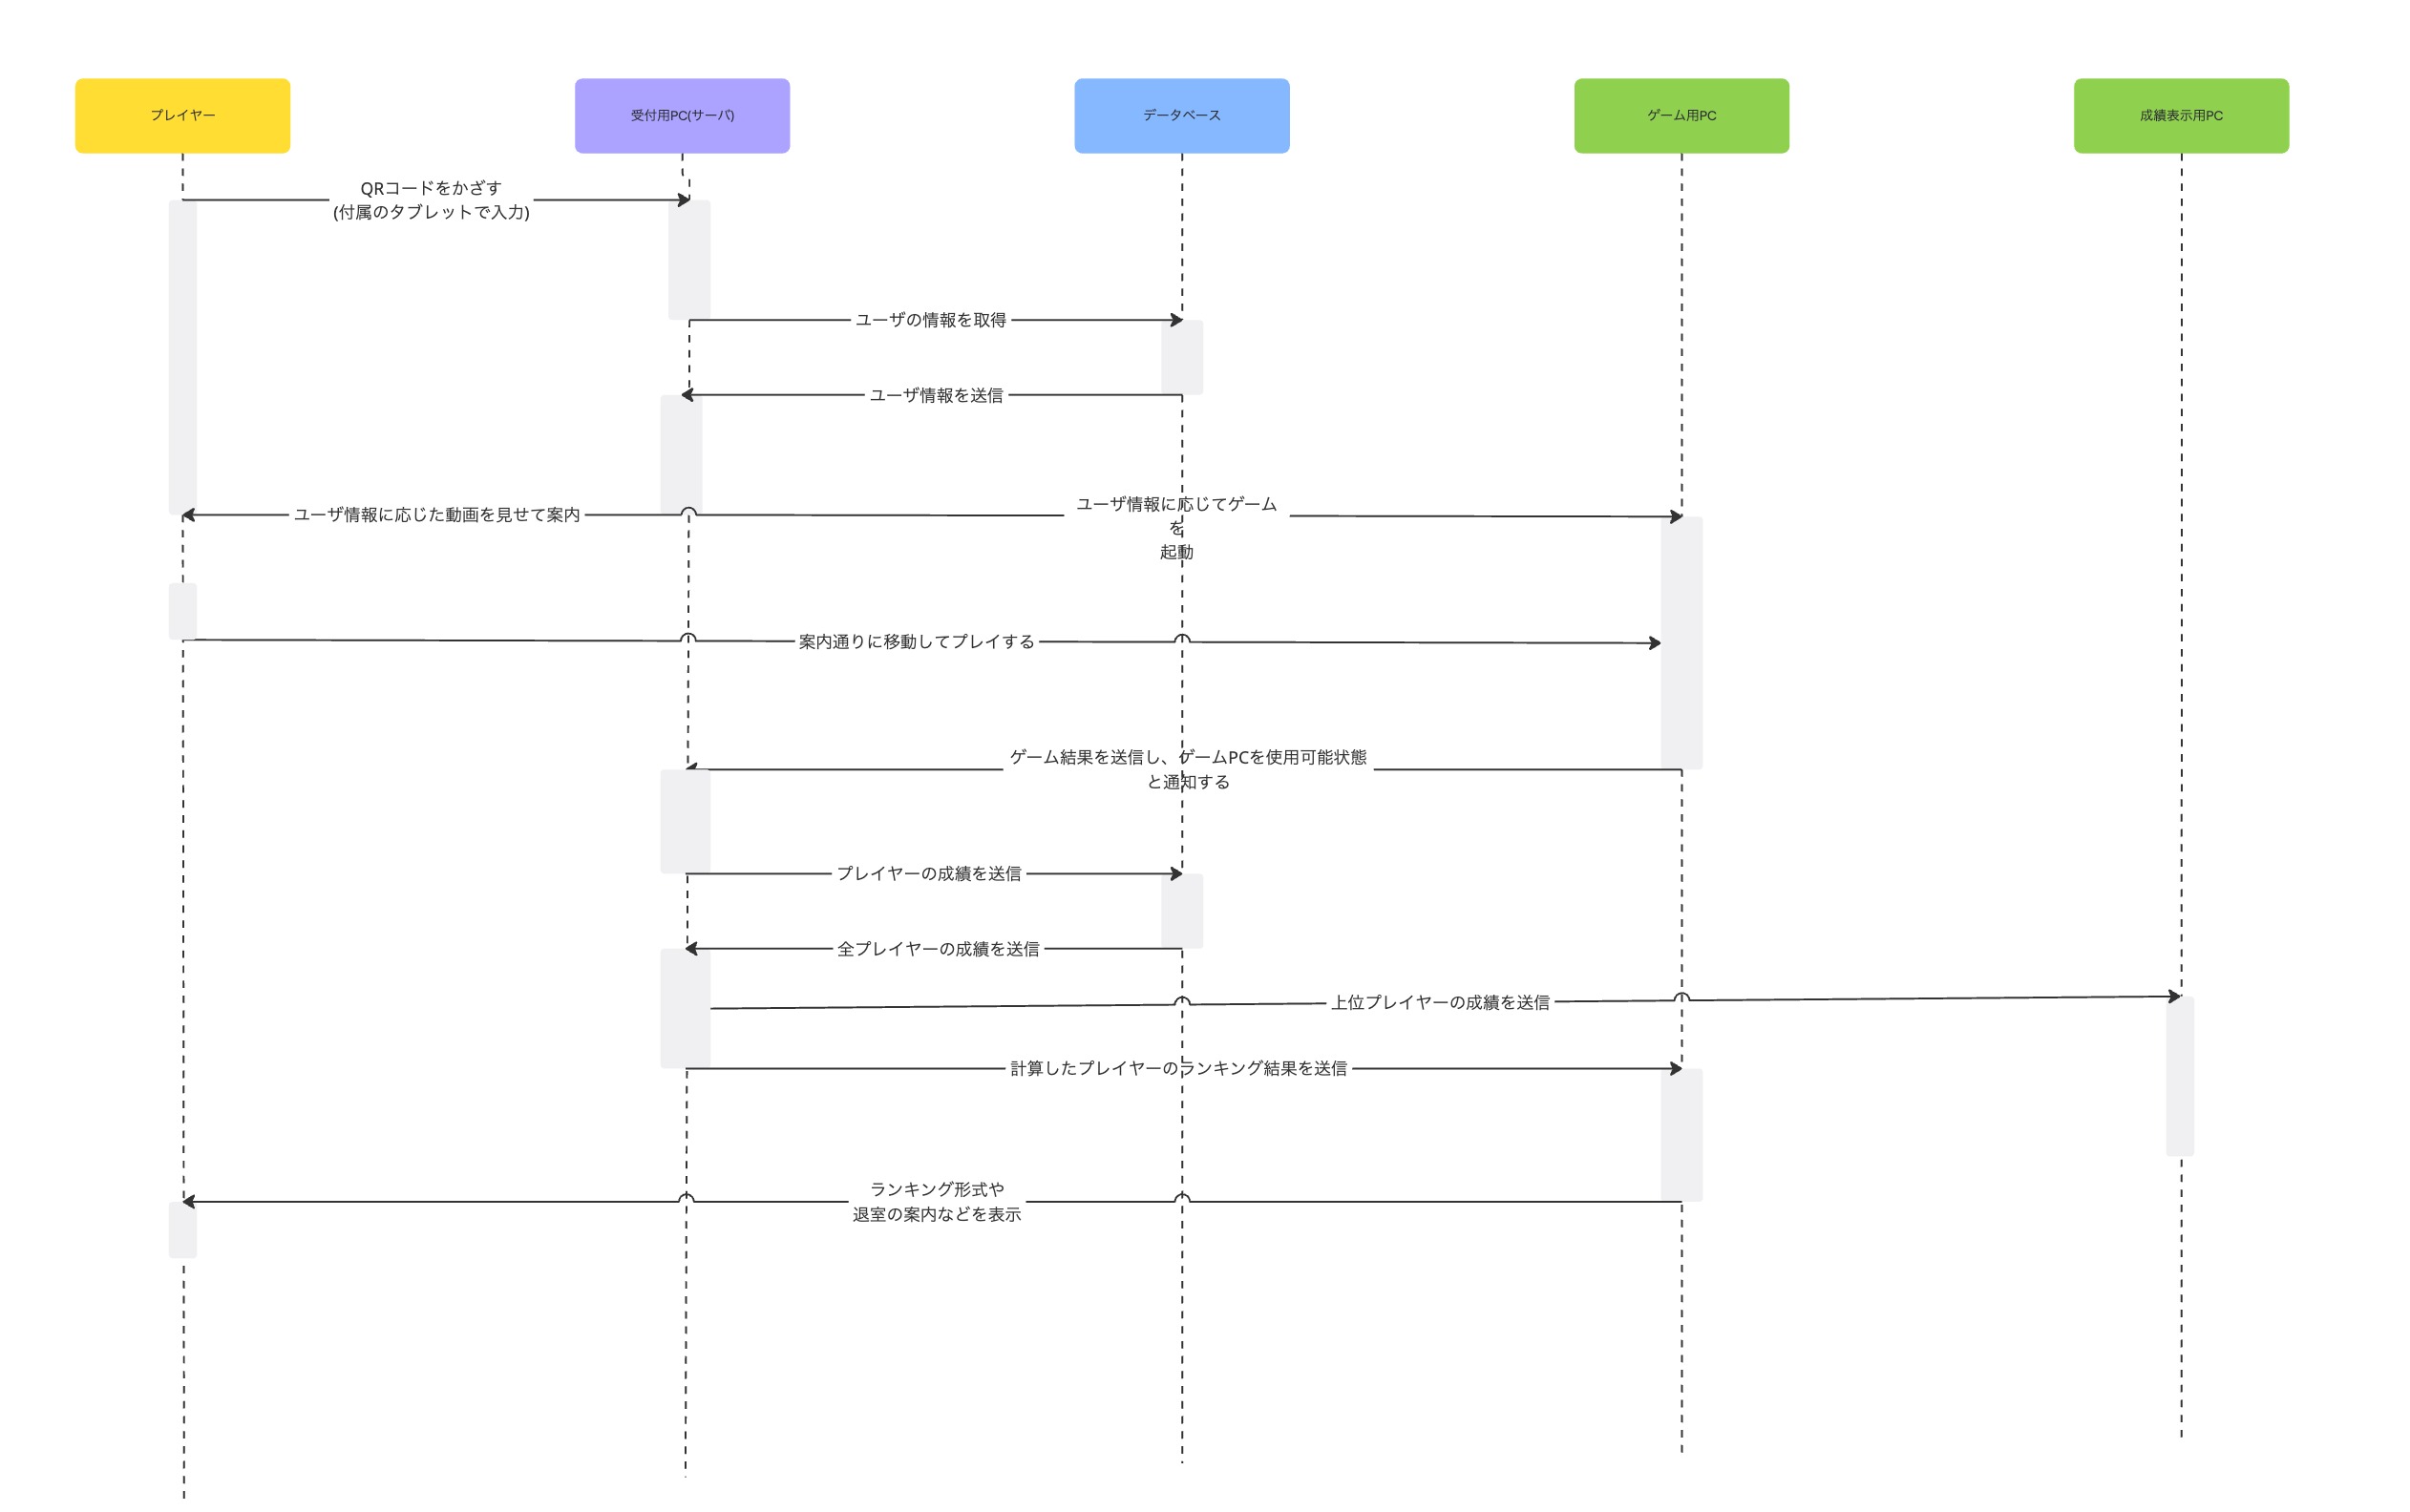 プレイヤー
受付用PC(サーバ)
データベース
ゲーム用PC
成績表示用PC
QRコードをかざす
(付属のタブレットで入力)
ユーザの情報を取得
ユーザ情報を送信
ユーザ情報に応じた動画を見せて案内
ユーザ情報に応じてゲーム
を
起動
案内通りに移動してプレイする
ゲーム結果を送信し、ゲームPCを使用可能状態
と通知する
プレイヤーの成績を送信
全プレイヤーの成績を送信
上位プレイヤーの成績を送信
計算したプレイヤーのランキング結果を送信
ランキング形式や
退室の案内などを表示